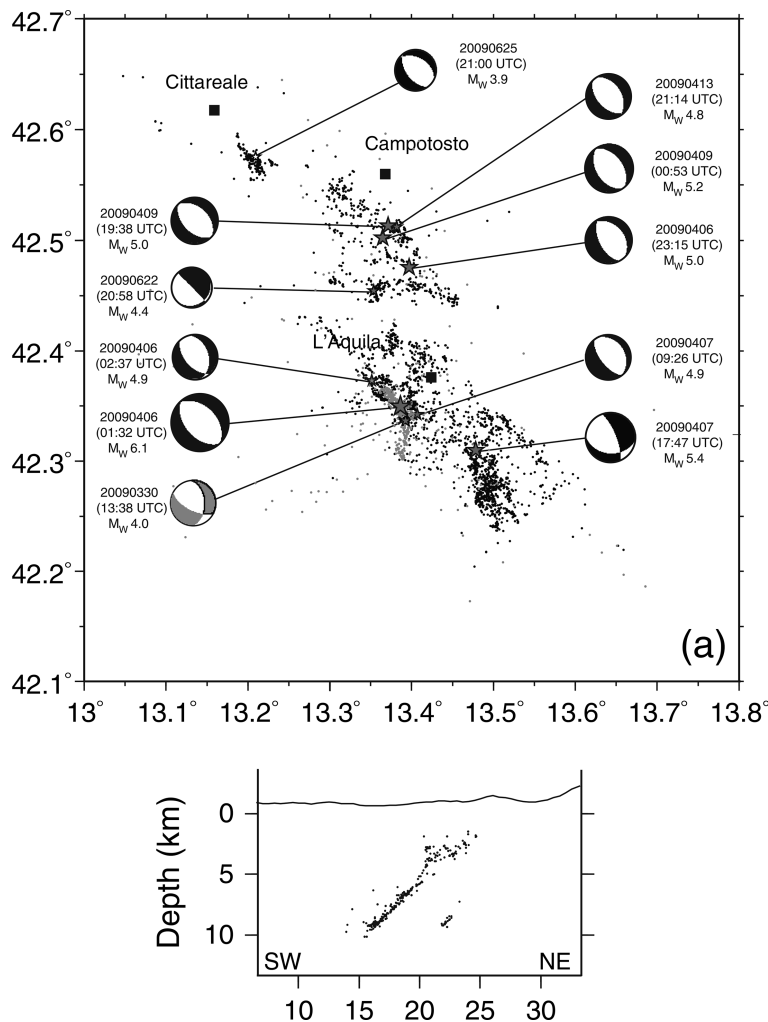 42.7°
20090625
(21:00 UTC)
MW 3.9
Cittareale
20090413
(21:14 UTC)
MW 4.8
42.6°
Campotosto
20090409
(00:53 UTC)
MW 5.2
20090409
(19:38 UTC)
MW 5.0
42.5°
20090406
(23:15 UTC)
MW 5.0
20090622
(20:58 UTC)
MW 4.4
L'Aquila
42.4°
20090406
(02:37 UTC)
MW 4.9
20090407
(09:26 UTC)
MW 4.9
20090406
(01:32 UTC)
MW 6.1
20090407
(17:47 UTC)
MW 5.4
42.3°
20090330
(13:38 UTC)
MW 4.0
42.2°
(a)
42.1°
13° 13.1° 13.2° 13.3° 13.4° 13.5° 13.6° 13.7° 13.8°
Depth (km)
0
5
10
SW NE
10 15 20 25 30